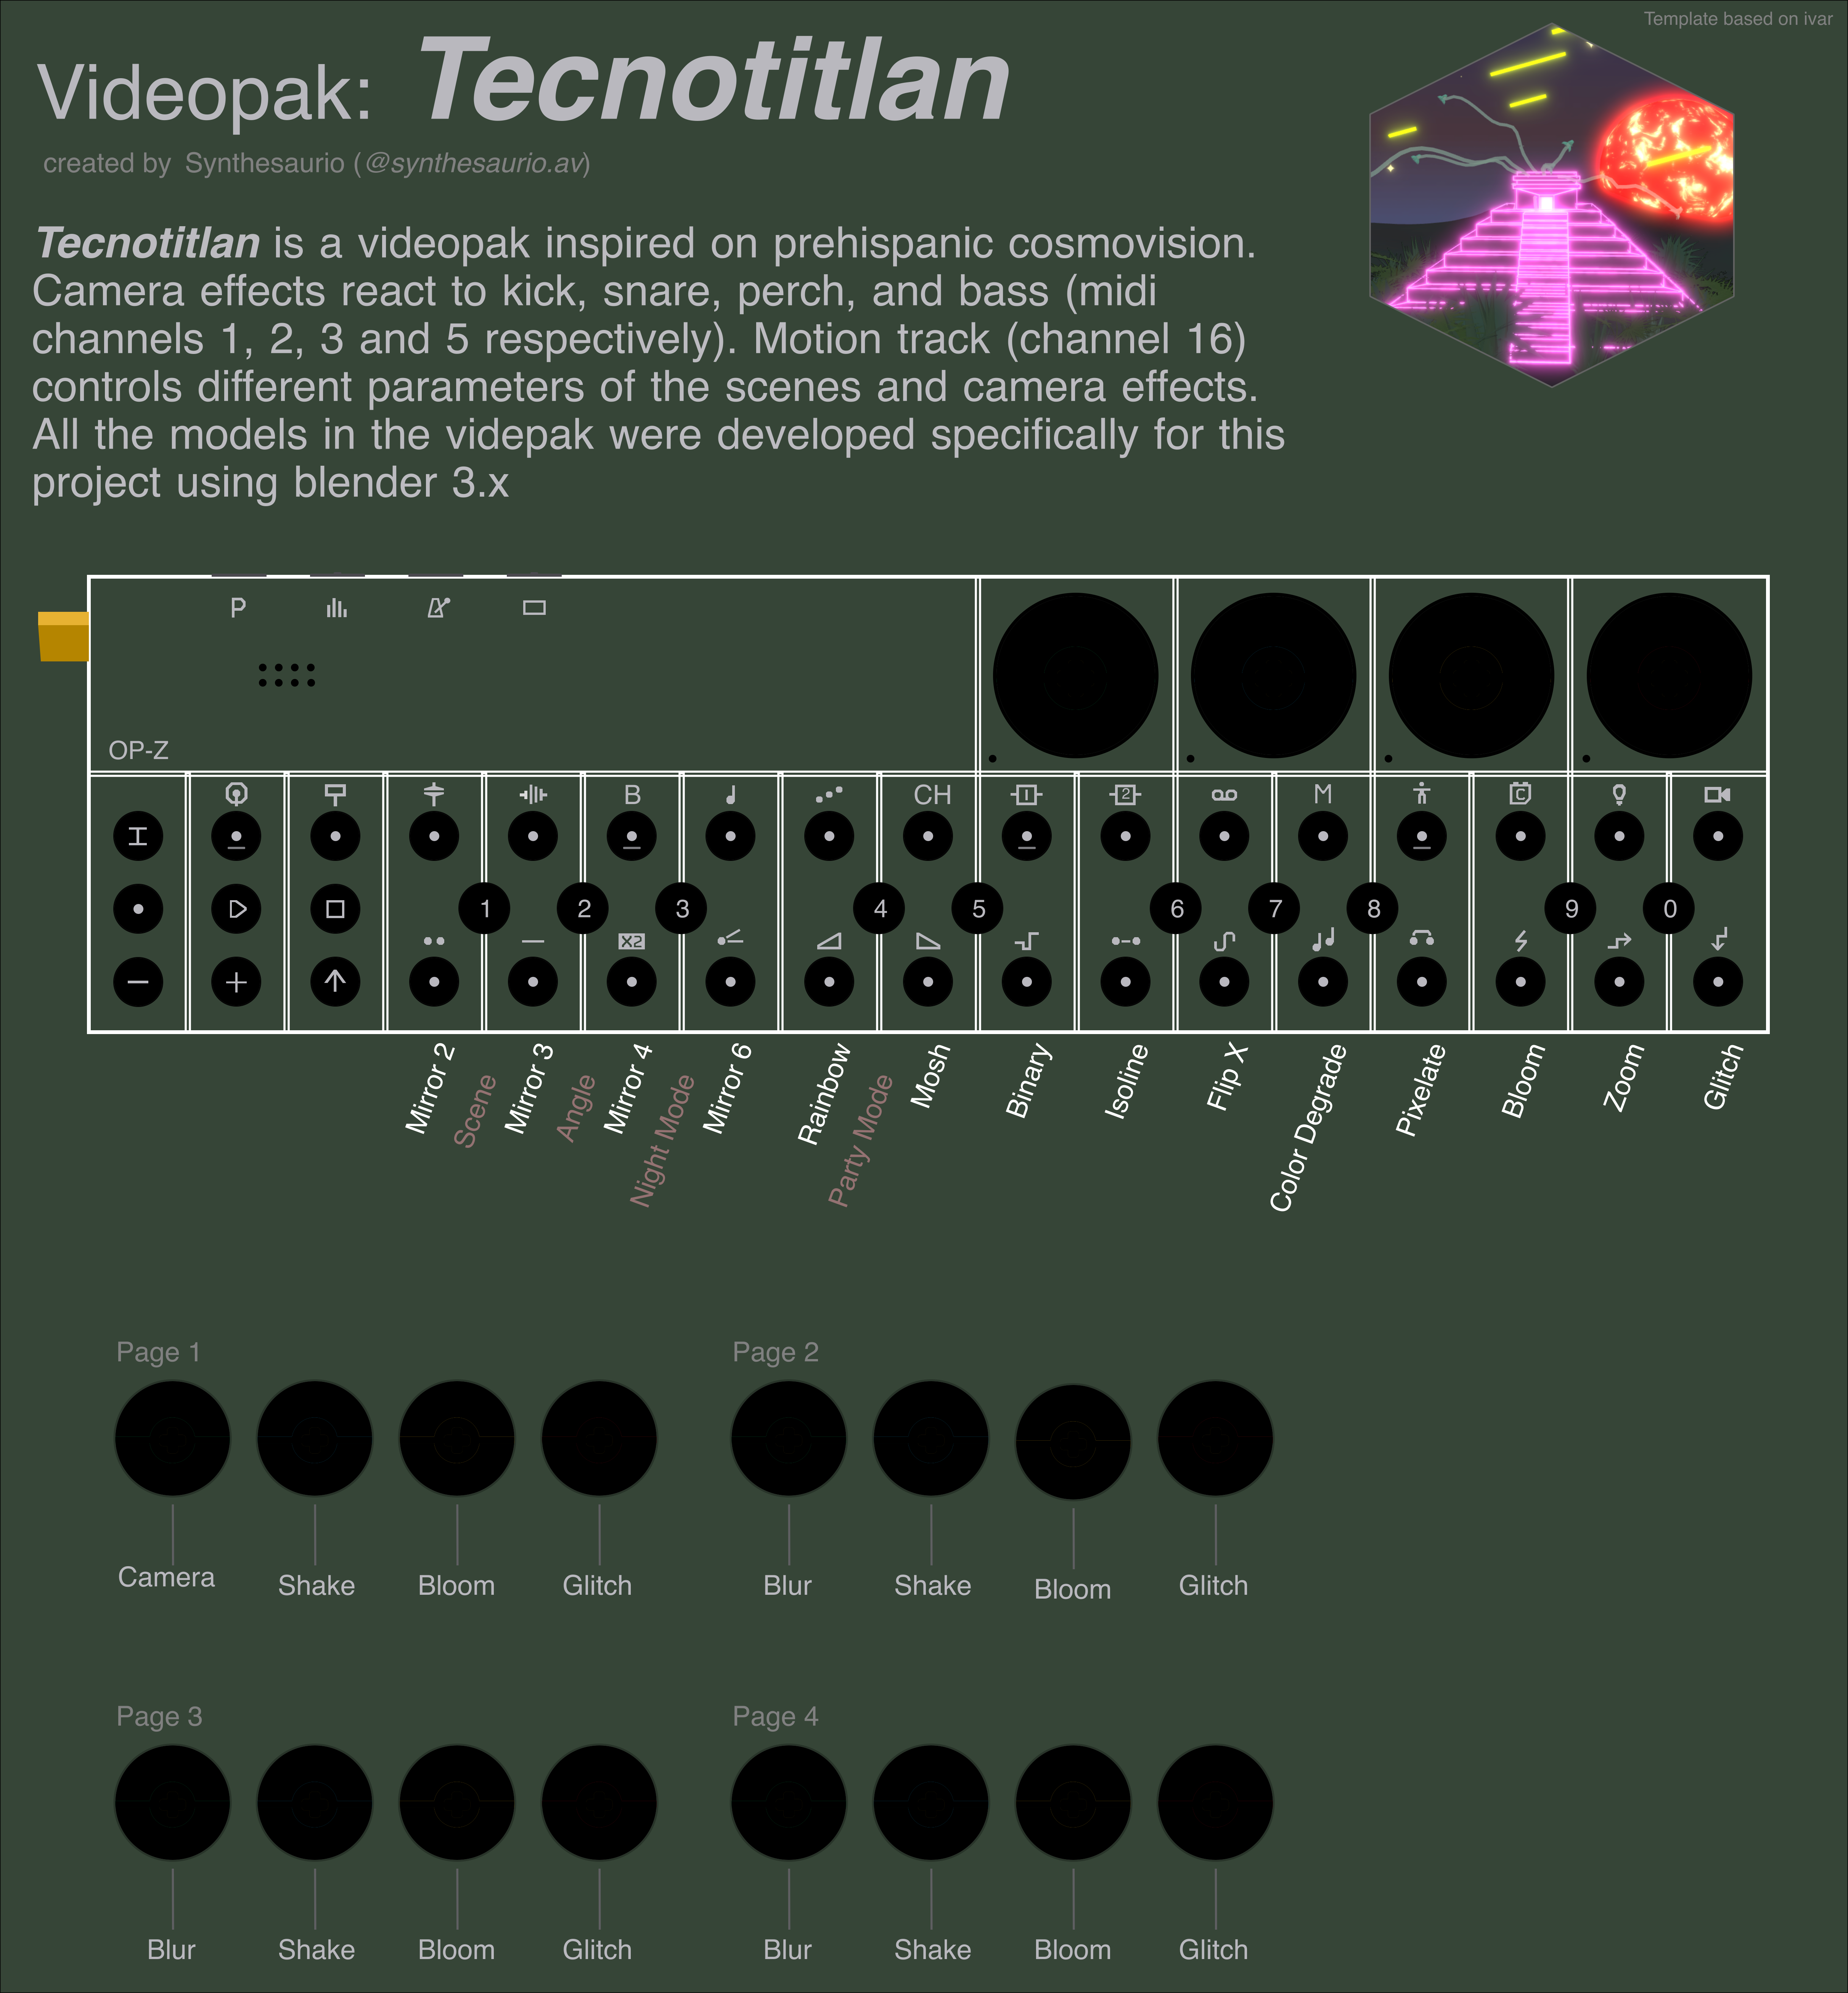 Template based on ivar
Videopak: Tecnotitlan
created by Synthesaurio (@synthesaurio.av)
Tecnotitlan is a videopak inspired on prehispanic cosmovision.
Camera effects react to kick, snare, perch, and bass (midi
channels 1, 2, 3 and 5 respectively). Motion track (channel 16)
controls different parameters of the scenes and camera effects.
All the models in the videpak were developed specifically for this
project using blender 3.x
P
OP-Z
B CH 1 2 M C
1 2 3 4 5 6 7 8 9 0
X2
Mirror 2
Scene
Mirror 3
Angle
Mirror 4
Night Mode
Mirror 6
Rainbow
Party Mode
Mosh
Binary
Isoline
Flip X
Color Degrade
Pixelate
Bloom
Zoom
Glitch
Page 1
Camera Shake Bloom Glitch
Page 2
Blur Shake Bloom Glitch
Page 3
Blur Shake Bloom Glitch
Page 4
Blur Shake Bloom Glitch